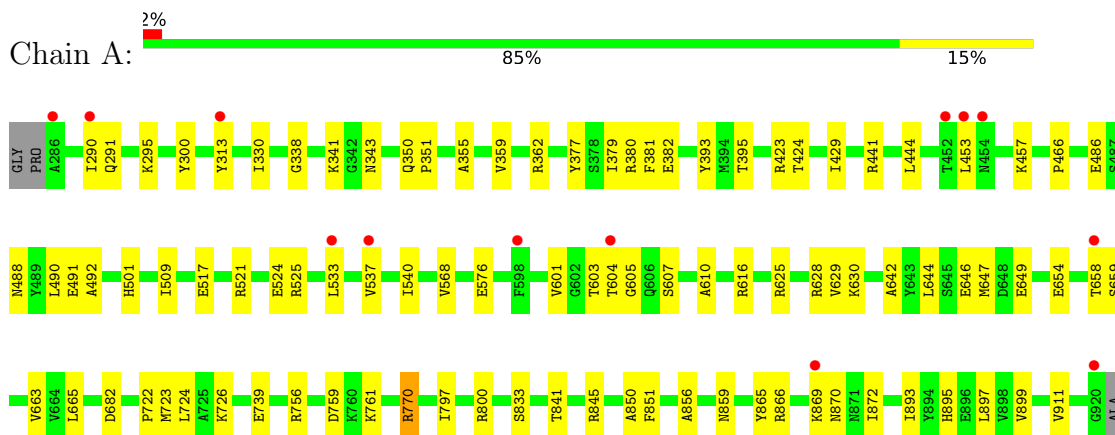 2%
Chain A:
85% 15%
GLY PRO A286 I290 Q291 K295 Y300 Y313 I330 G338 K341 G342 N343 Q350 P351 A355 V359 R362 Y377 S378 I379 R380 F381 E382 Y393 M394 T395 R423 T424 I429 R441 L444 T452 L453 N454 K457 P466 E486 S487
N488 Y489 L490 E491 A492 H501 I509 E517 R521 E524 R525 L533 V537 I540 V568 E576 F598 V601 G602 T603 T604 G605 Q606 S607 A610 R616 R625 R628 V629 K630 A642 Y643 L644 S645 E646 M647 D648 E649 E654 T658 S659
V663 V664 L665 D682 P722 M723 L724 A725 K726 E739 R756 D759 K760 K761 R770 I797 R800 S833 T841 R845 A850 F851 A856 N859 Y865 R866 K869 N870 N871 I872 I893 Y894 H895 E896 L897 V898 V899 V911 G920 ALA